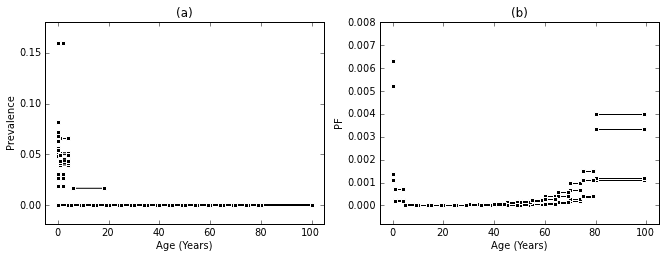 (a)
Prevalence
0.15
0.10
0.05
0.00
0 20 40 60 80 100
Age (Years)
(b)
PF
0.008
0.007
0.006
0.005
0.004
0.003
0.002
0.001
0.000
0 20 40 60 80 100
Age (Years)